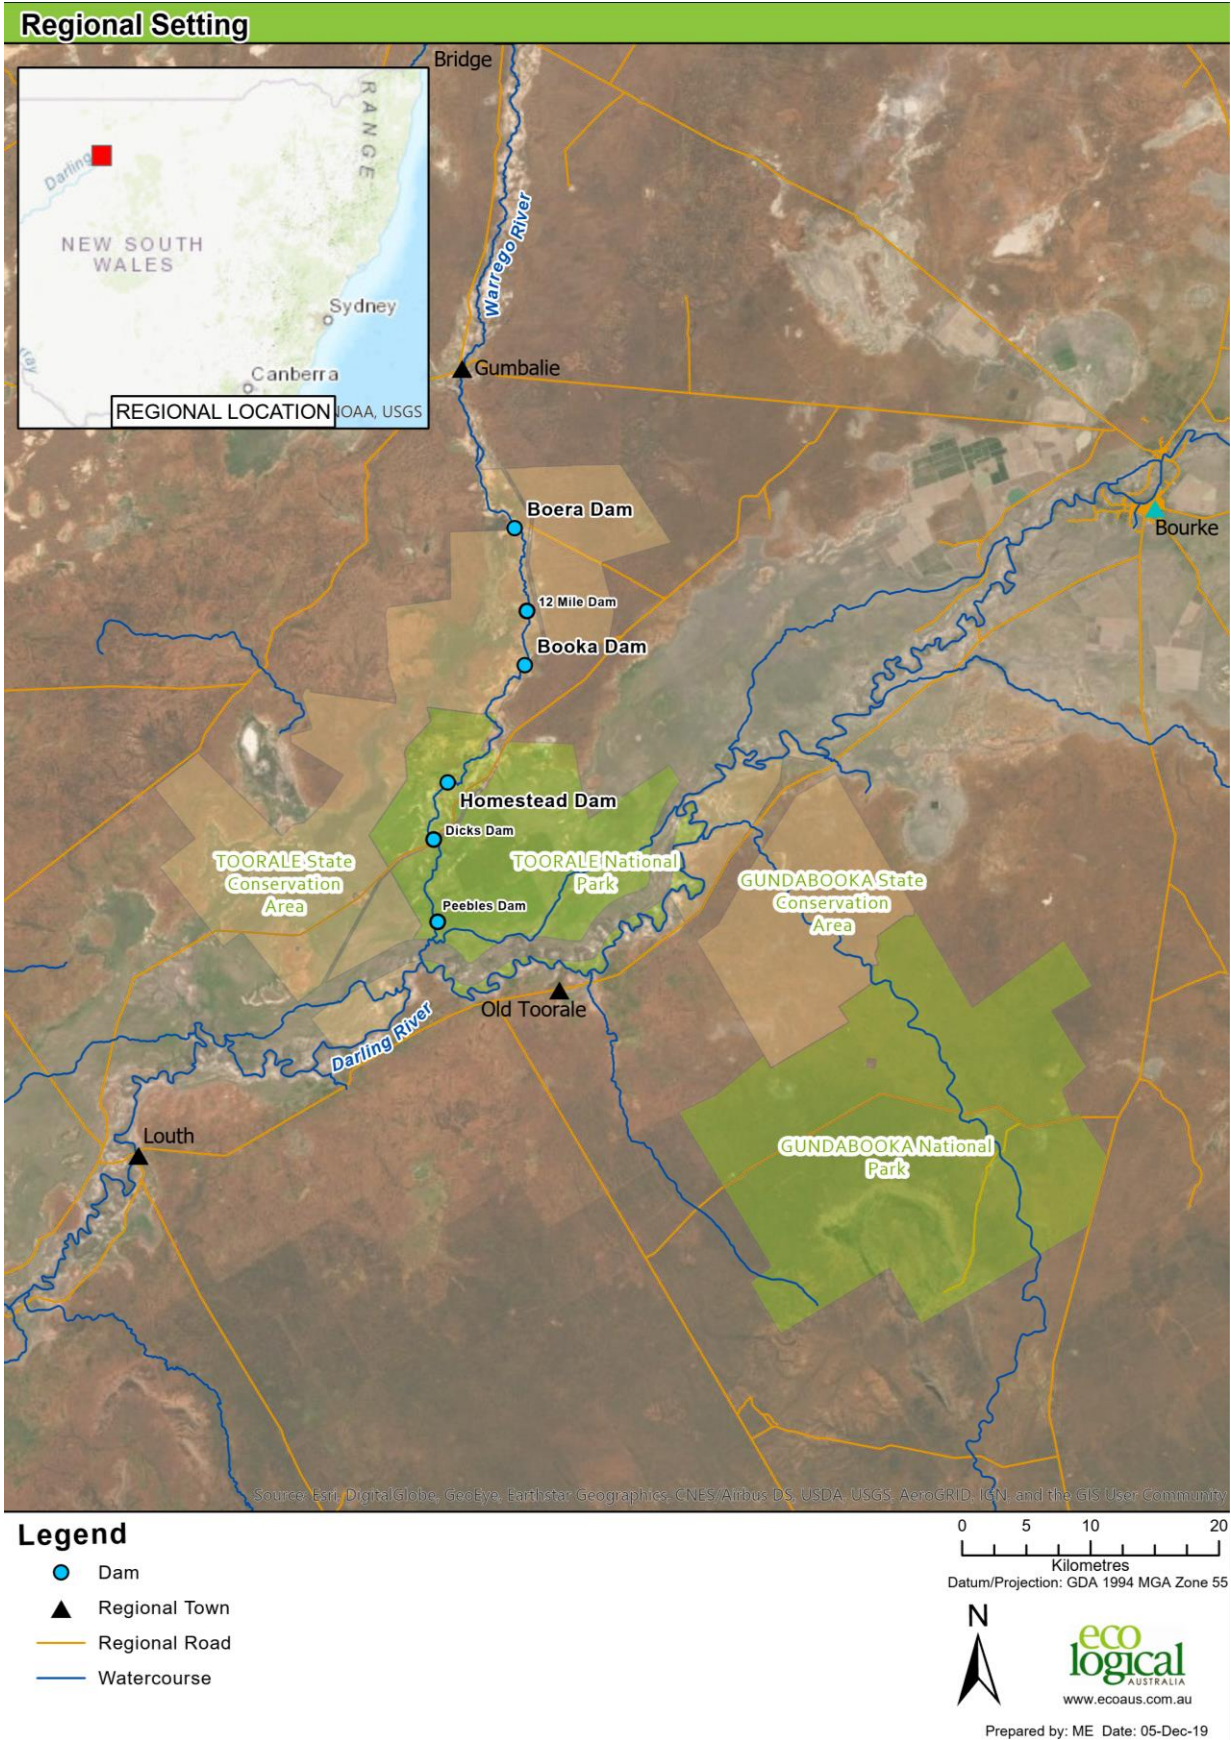 Regional Setting
Bridge
RANGE
Darling
NEW SOUTH
WALES
Sydney
Canberra
REGIONAL LOCATION
NOAA, USGS
Warrego River
Gumbalie
Boera Dam
Bourke
12 Mile Dam
Booka Dam
Homestead Dam
Dicks Dam
TOORALE State
Conservation
Area
TOORALE National
Park
GUNDABOOKA State
Conservation
Area
Peebles Dam
Old Toorale
Darling River
Louth
GUNDABOOKA National
Park
Source: Esri, DigitalGlobe, GeoEye, Earthstar Geographics, CNES/Airbus DS, USDA, USGS, AeroGRID, IGN, and the GIS User Community
Legend
Dam
Regional Town
Regional Road
Watercourse
0 5 10 20
Kilometres
Datum/Projection: GDA 1994 MGA Zone 55
N
eco
logical
AUSTRALIA
www.ecoaus.com.au
Prepared by: ME Date: 05-Dec-19